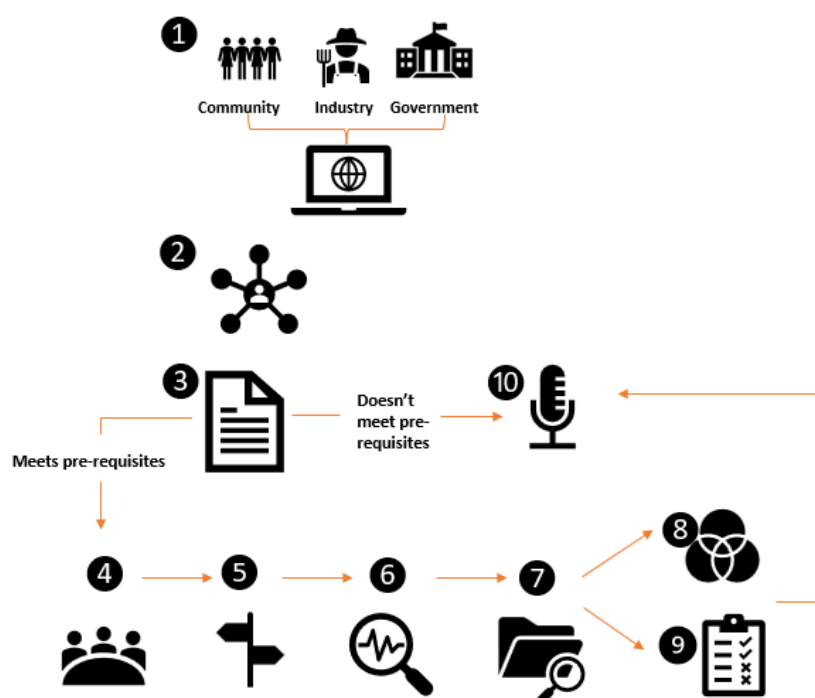 1
Community Industry Government
2
3
Doesn't
meet pre-
requisites
10
Meets pre-requisites
4
5
6
7
8
9